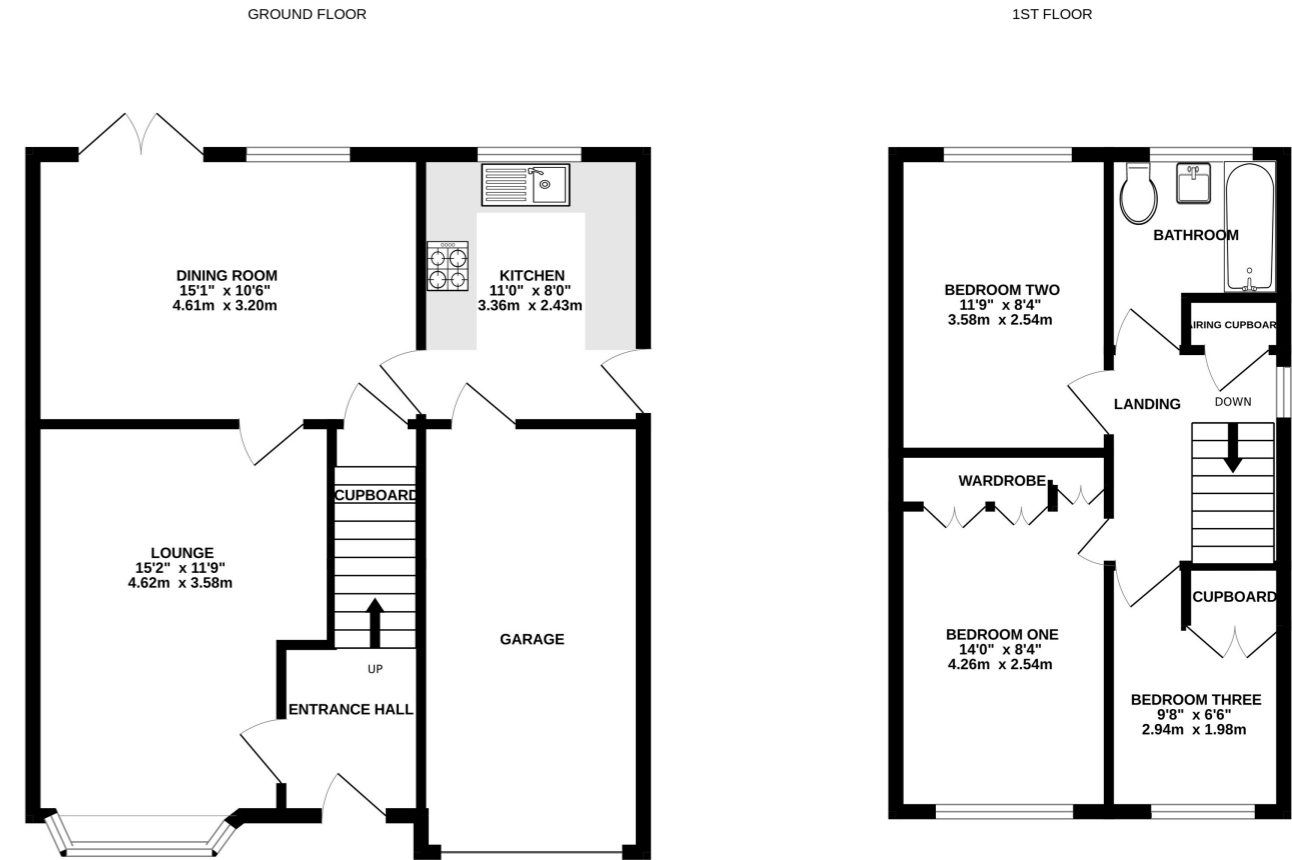 GROUND FLOOR
DINING ROOM
15'1" x 10'6"
4.61m x 3.20m
KITCHEN
11'0" x 8'0"
3.36m x 2.43m
CUPBOARD
LOUNGE
15'2" x 11'9"
4.62m x 3.58m
GARAGE
UP
ENTRANCE HALL
1ST FLOOR
BATHROOM
BEDROOM TWO
11'9" x 8'4"
3.58m x 2.54m
AIRING CUPBOARD
LANDING
DOWN
WARDROBE
CUPBOARD
BEDROOM ONE
14'0" x 8'4"
4.26m x 2.54m
BEDROOM THREE
9'8" x 6'6"
2.94m x 1.98m